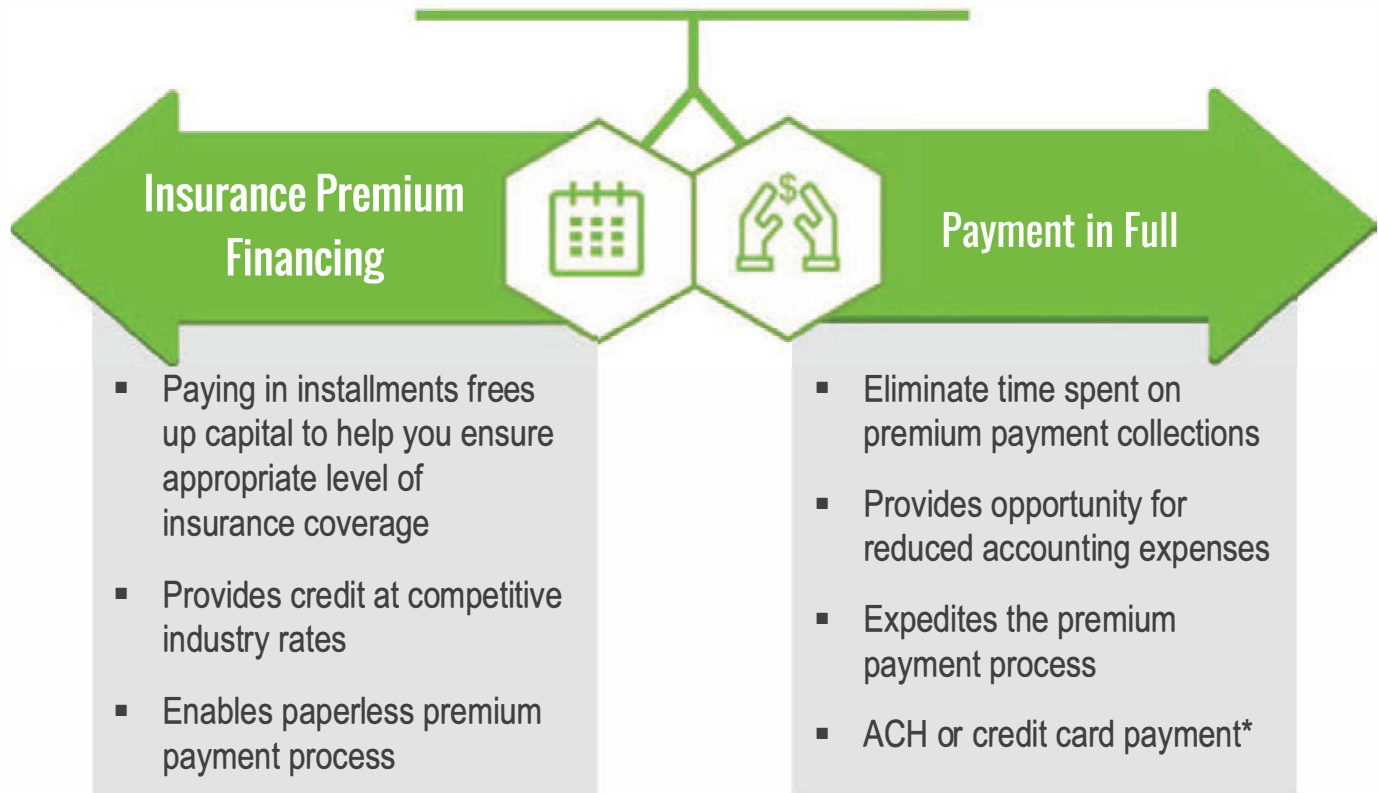 Insurance Premium
Financing
$
Payment in Full
▪ Paying in installments frees
up capital to help you ensure
appropriate level of
insurance coverage
▪ Provides credit at competitive
industry rates
▪ Enables paperless premium
payment process
▪ Eliminate time spent on
premium payment collections
▪ Provides opportunity for
reduced accounting expenses
▪ Expedites the premium
payment process
▪ ACH or credit card payment*